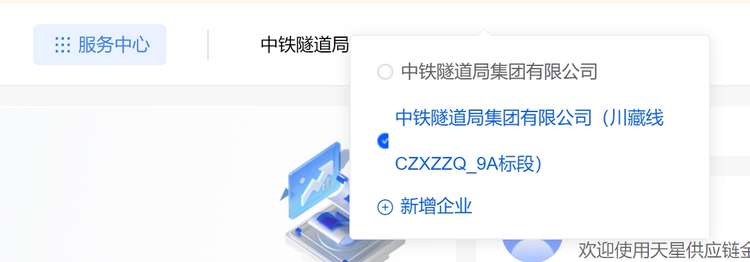 服务中心
中铁隧道局
中铁隧道局集团有限公司
中铁隧道局集团有限公司（川藏线
CZXZZQ_9A标段）
新增企业
欢迎使用天星供应链金